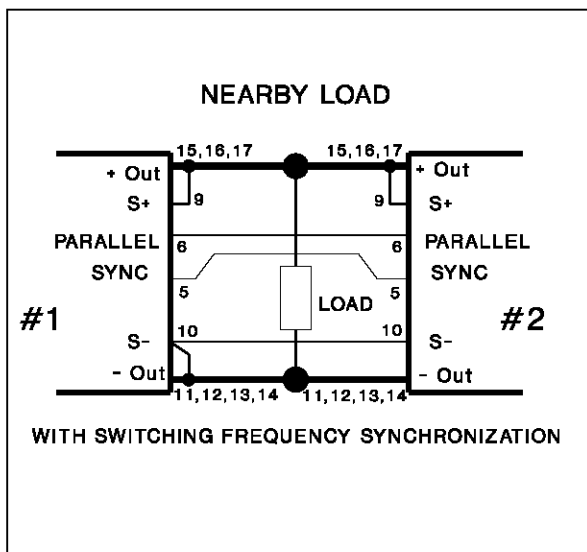 NEARBY LOAD
15,16,17 15,16,17
+ Out + Out
S+ 9 9 S+
PARALLEL 6 6 PARALLEL
SYNC 5 5 SYNC
LOAD
#1 #2
S- 10 10 S-
- Out - Out
11,12,13,14 11,12,13,14
WITH SWITCHING FREQUENCY SYNCHRONIZATION